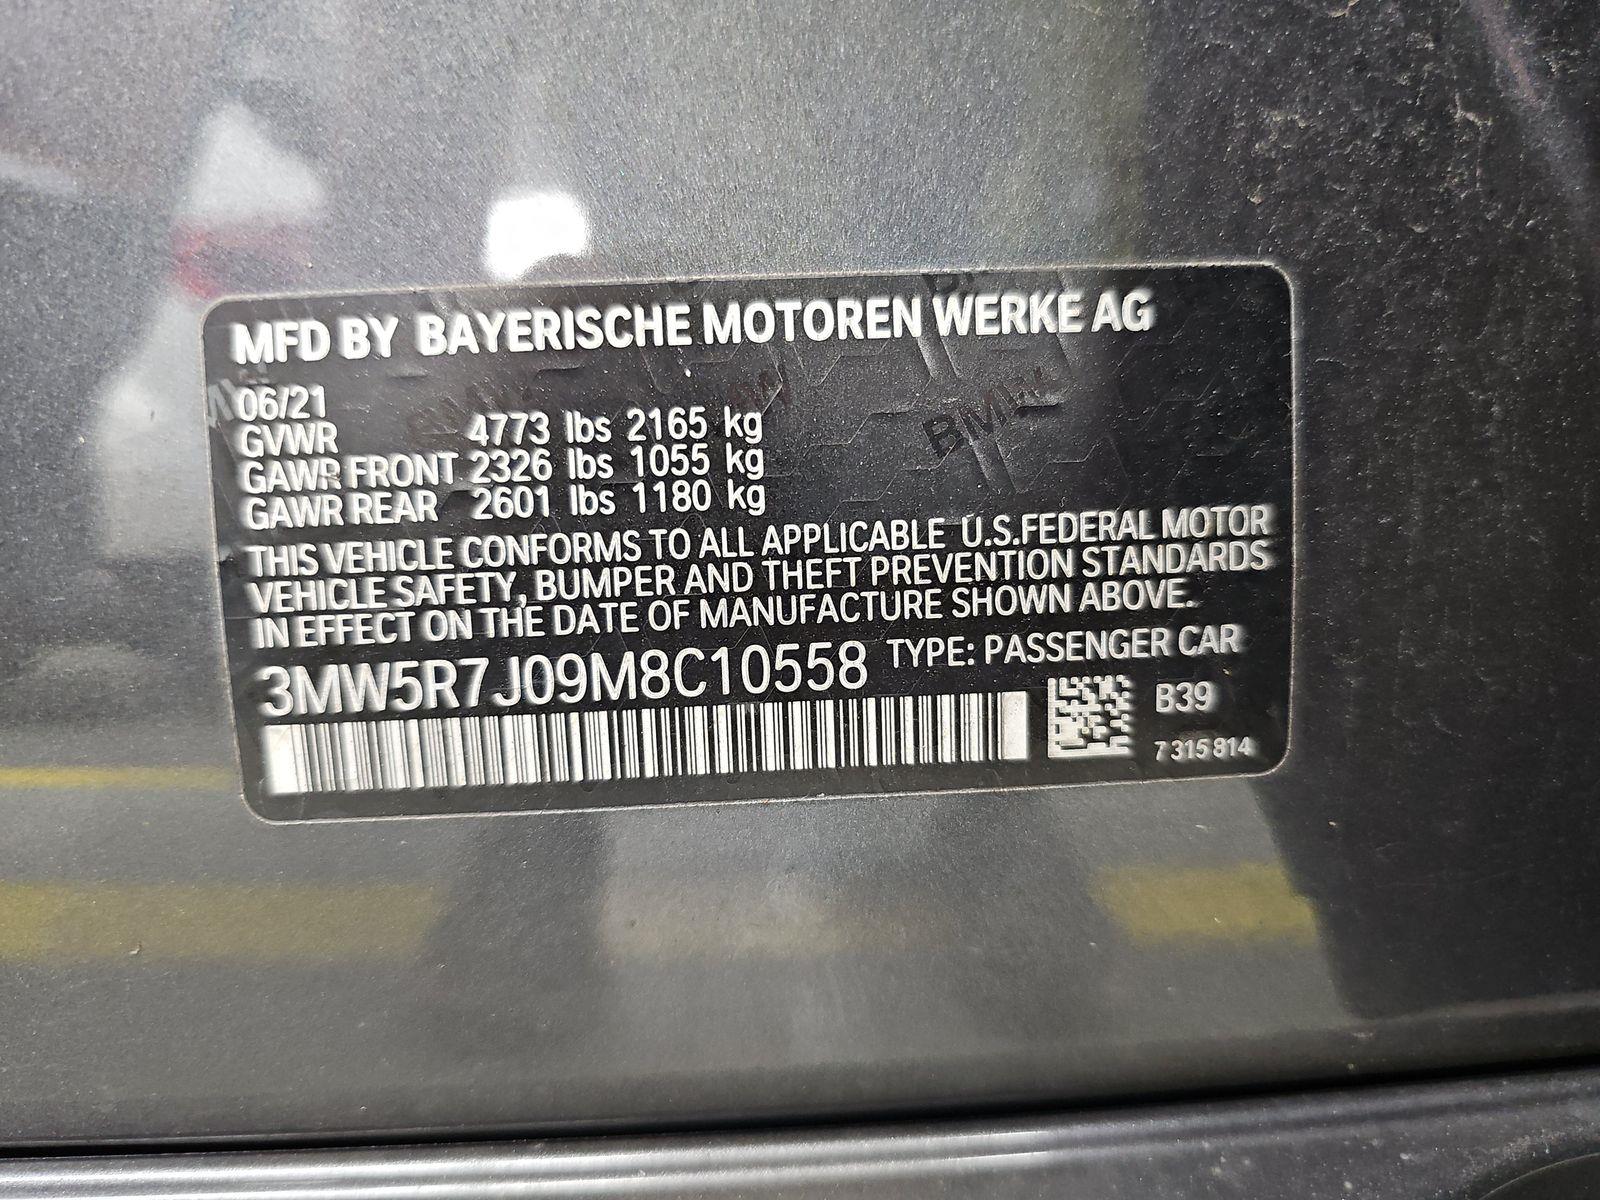 MFD BY BAYERISCHE MOTOREN WERKE AG
06/21
GVWR 4773 lbs 2165 kg
GAWR FRONT 2326 lbs 1055 kg
GAWR REAR 2601 lbs 1180 kg
THIS VEHICLE CONFORMS TO ALL APPLICABLE U.S.FEDERAL MOTOR
VEHICLE SAFETY, BUMPER AND THEFT PREVENTION STANDARDS
IN EFFECT ON THE DATE OF MANUFACTURE SHOWN ABOVE.
3MW5R7J09M8C10558 TYPE: PASSENGER CAR
B39
7 315 814
BMW